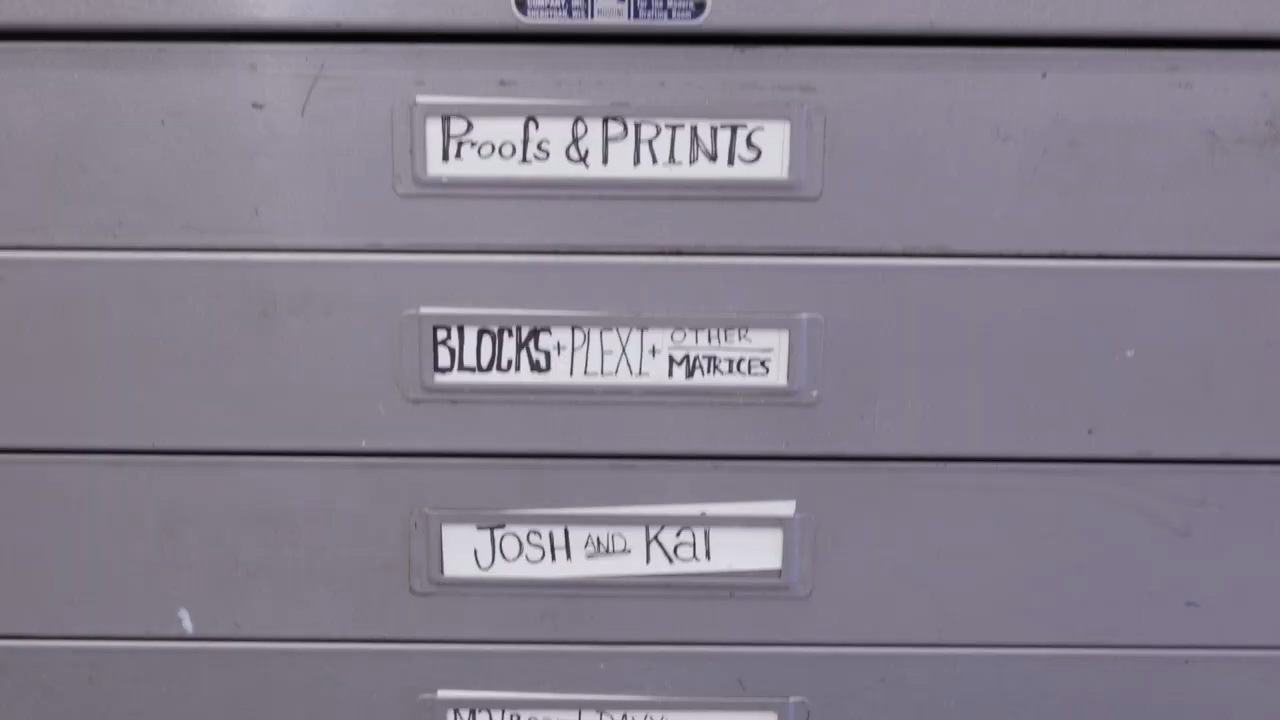 Proofs & PRINTS
BLOCKS + PLEXI + OTHER MATRICES
JOSH AND Kai